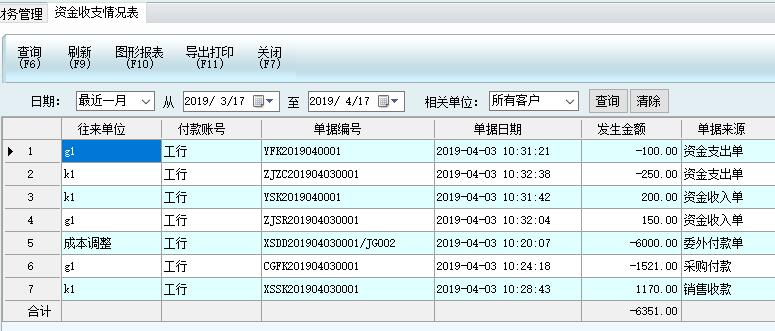 财务管理 资金收支情况表
查询 刷新 图形报表 导出打印 关闭
(F6) (F9) (F10) (F11) (F7)
日期： 最近一月 从 2019/ 3/17 至 2019/ 4/17 相关单位： 所有客户 查询 清除
往来单位 付款账号 单据编号 单据日期 发生金额 单据来源
1 g1 工行 YFK2019040001 2019-04-03 10:31:21 -100.00 资金支出单
2 k1 工行 ZJZC201904030001 2019-04-03 10:32:38 -250.00 资金支出单
3 k1 工行 YSK2019040001 2019-04-03 10:31:42 200.00 资金收入单
4 g1 工行 ZJSR201904030001 2019-04-03 10:32:04 150.00 资金收入单
5 成本调整 工行 XSDD201904030001/JG002 2019-04-03 10:20:07 -6000.00 委外付款单
6 g1 工行 CGFK201904030001 2019-04-03 10:24:18 -1521.00 采购付款
7 k1 工行 XSSK201904030001 2019-04-03 10:28:43 1170.00 销售收款
合计 -6351.00